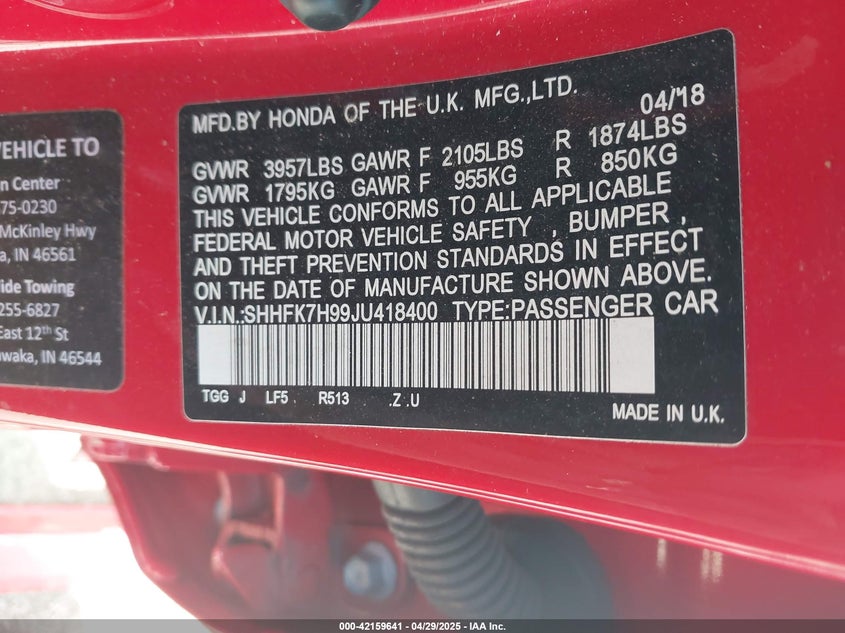 VEHICLE TO
n Center
75-0230
McKinley Hwy
a, IN 46561
ide Towing
255-6827
East 12th St
awaka, IN 46544
MFD.BY HONDA OF THE U.K. MFG.,LTD. 04/'18
GVWR 3957LBS GAWR F 2105LBS R 1874LBS
GVWR 1795KG GAWR F 955KG R 850KG
THIS VEHICLE CONFORMS TO ALL APPLICABLE
FEDERAL MOTOR VEHICLE SAFETY , BUMPER ,
AND THEFT PREVENTION STANDARDS IN EFFECT
ON THE DATE OF MANUFACTURE SHOWN ABOVE.
V.I.N.:SHHFK7H99JU418400 TYPE:PASSENGER CAR
TGG J LF5 . R513 .Z .U
MADE IN U.K.
000-42159641 - 04/29/2025 - IAA Inc.